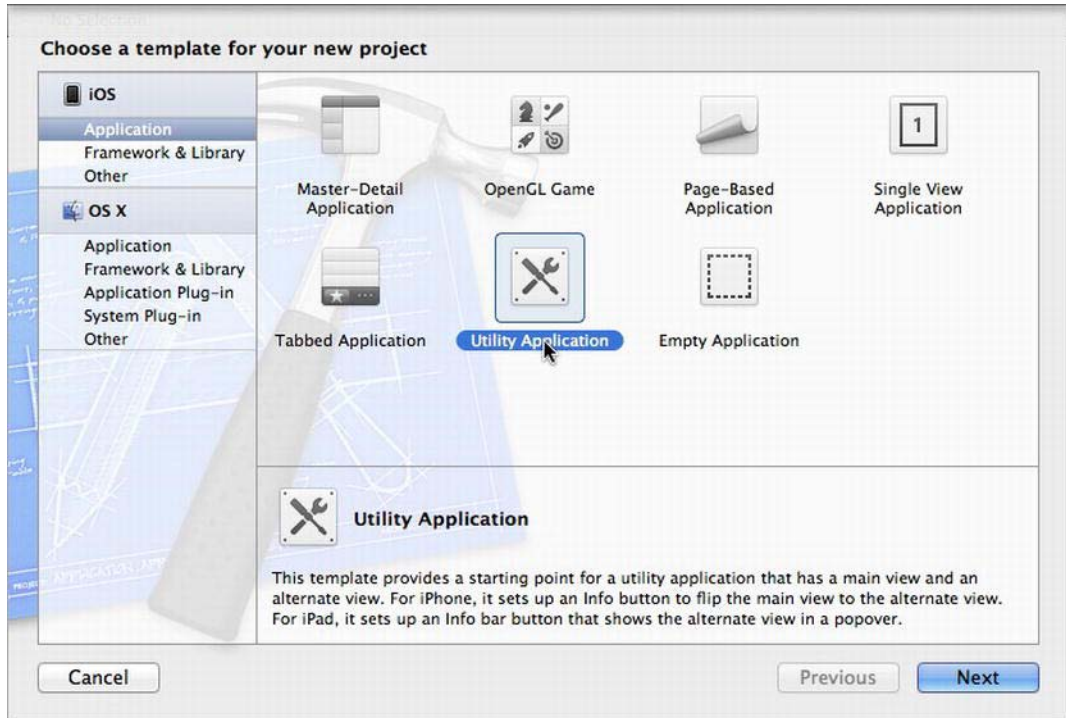 No Selection
Choose a template for your new project
iOS
Application
Framework & Library
Other
OS X
Application
Framework & Library
Application Plug-in
System Plug-in
Other
Master-Detail
Application
OpenGL Game
Page-Based
Application
1
Single View
Application
Tabbed Application
Utility Application
Empty Application
Utility Application
This template provides a starting point for a utility application that has a main view and an
alternate view. For iPhone, it sets up an Info button to flip the main view to the alternate view.
For iPad, it sets up an Info bar button that shows the alternate view in a popover.
Cancel
Previous
Next